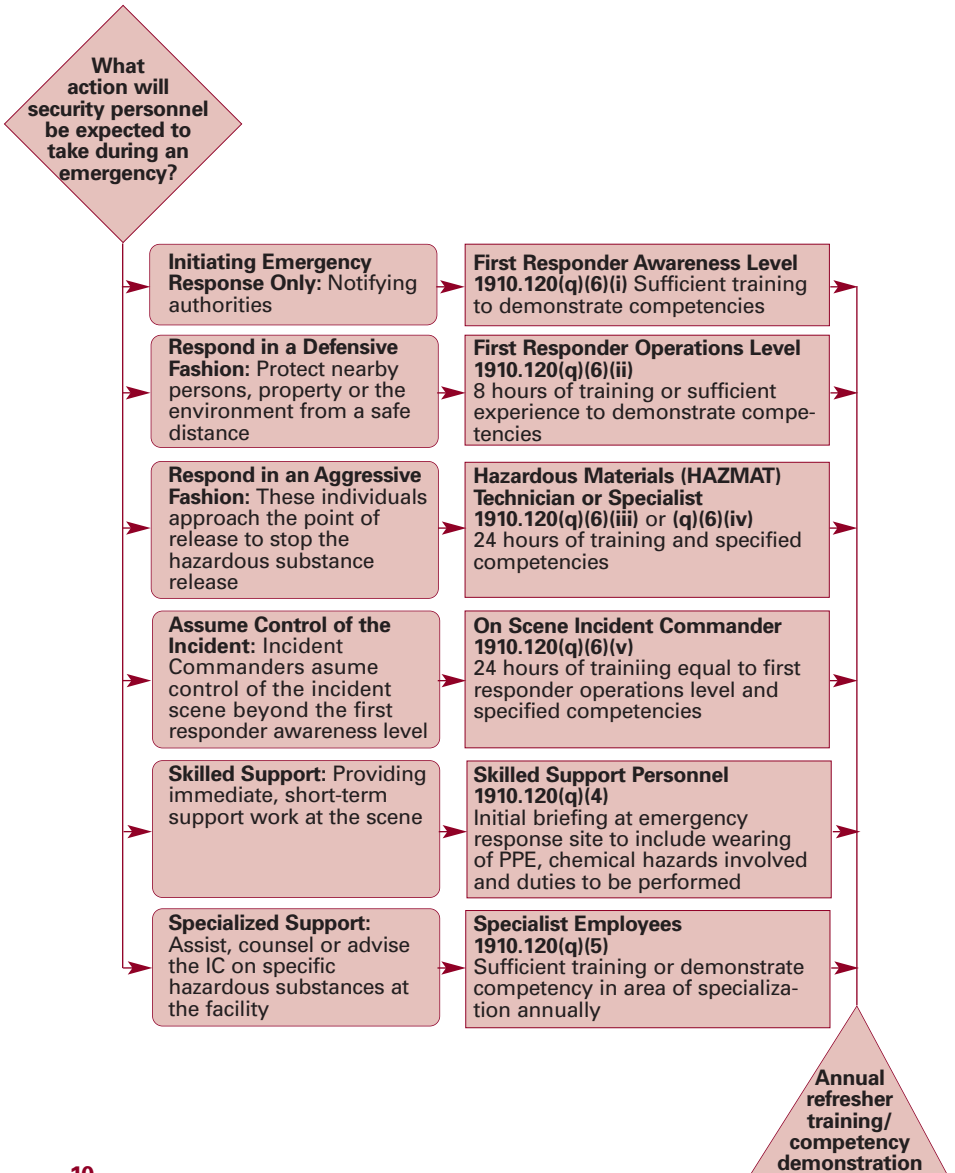 What
action will
security personnel
be expected to
take during an
emergency?
Initiating Emergency
Response Only: Notifying
authorities
First Responder Awareness Level
1910.120(q)(6)(i) Sufficient training
to demonstrate competencies
Respond in a Defensive
Fashion: Protect nearby
persons, property or the
environment from a safe
distance
First Responder Operations Level
1910.120(q)(6)(ii)
8 hours of training or sufficient
experience to demonstrate compe-
tencies
Respond in an Aggressive
Fashion: These individuals
approach the point of
release to stop the
hazardous substance
release
Hazardous Materials (HAZMAT)
Technician or Specialist
1910.120(q)(6)(iii) or (q)(6)(iv)
24 hours of training and specified
competencies
Assume Control of the
Incident: Incident
Commanders asume
control of the incident
scene beyond the first
responder awareness level
On Scene Incident Commander
1910.120(q)(6)(v)
24 hours of trainiing equal to first
responder operations level and
specified competencies
Skilled Support: Providing
immediate, short-term
support work at the scene
Skilled Support Personnel
1910.120(q)(4)
Initial briefing at emergency
response site to include wearing
of PPE, chemical hazards involved
and duties to be performed
Specialized Support:
Assist, counsel or advise
the IC on specific
hazardous substances at
the facility
Specialist Employees
1910.120(q)(5)
Sufficient training or demonstrate
competency in area of specializa-
tion annually
Annual
refresher
training/
competency
demonstration